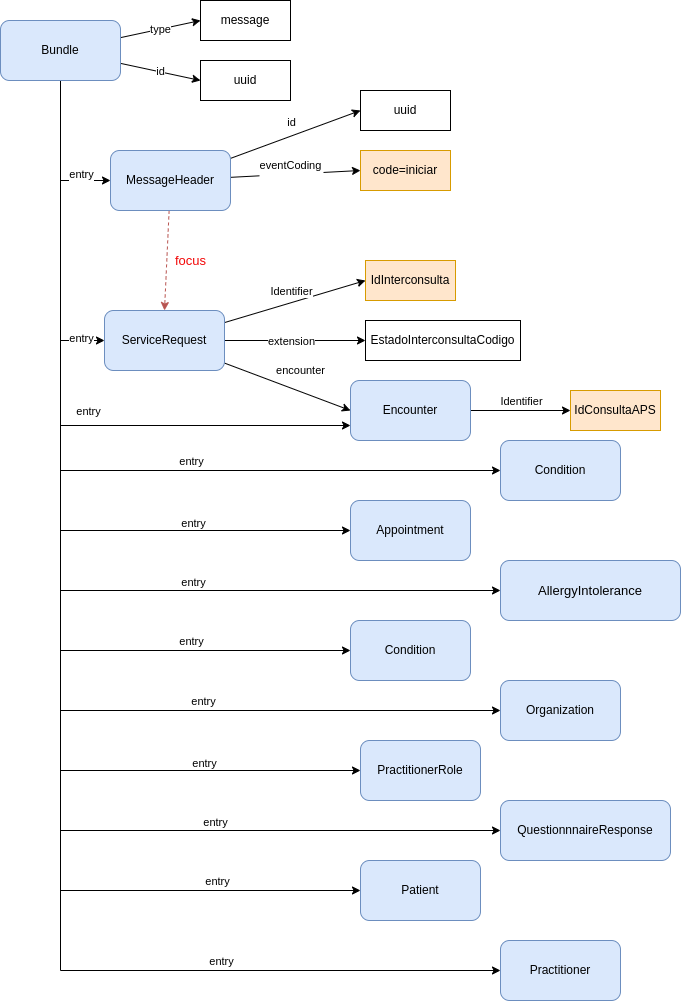 message
type
Bundle
id
uuid
uuid
id
eventCoding
code=iniciar
entry
MessageHeader
focus
Identifier
IdInterconsulta
entry
ServiceRequest
extension
EstadoInterconsultaCodigo
encounter
entry
Encounter
Identifier
IdConsultaAPS
entry
Condition
entry
Appointment
entry
AllergyIntolerance
entry
Condition
entry
Organization
entry
PractitionerRole
entry
QuestionnnaireResponse
entry
Patient
entry
Practitioner